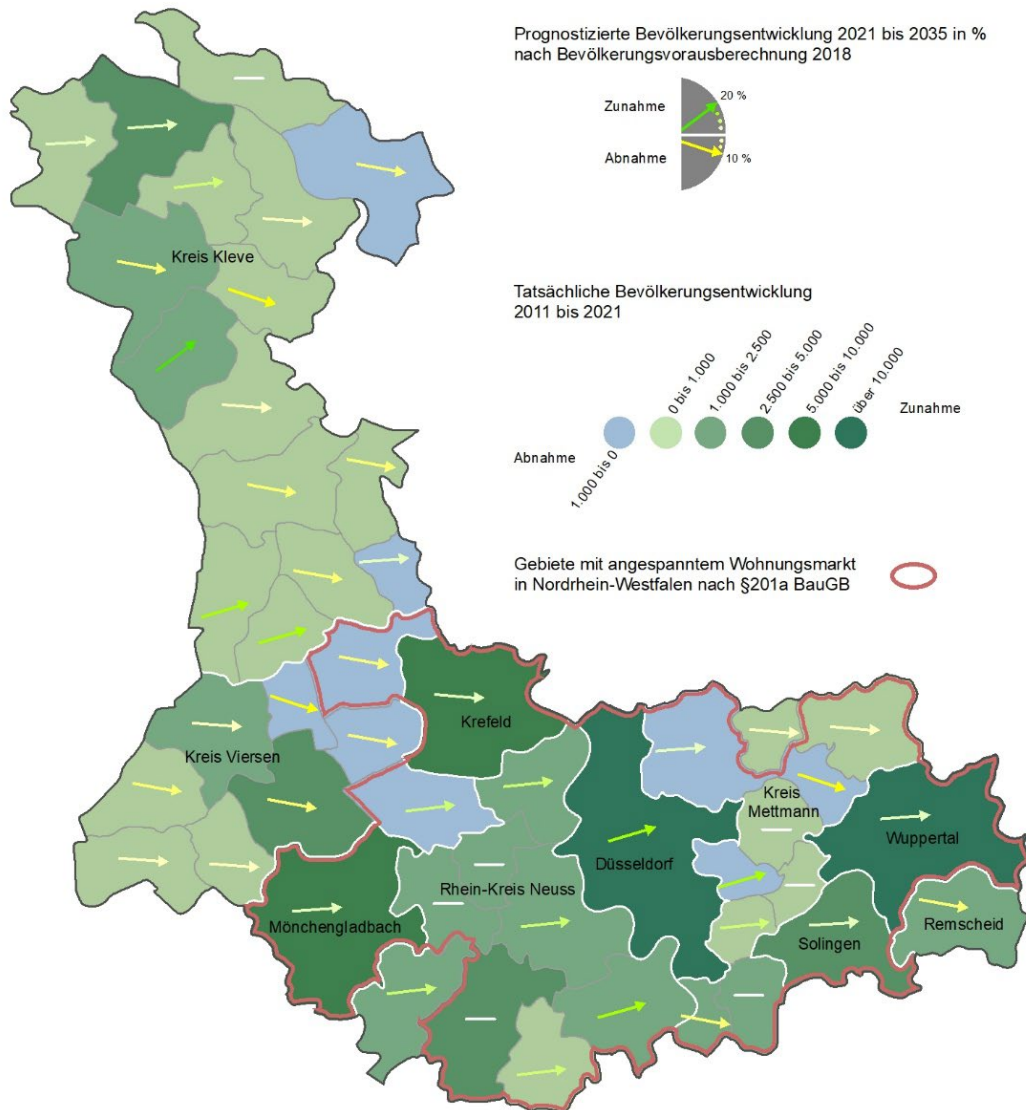 Prognostizierte Bevölkerungsentwicklung 2021 bis 2035 in %
nach Bevölkerungsvorausberechnung 2018
Zunahme
20 %
Abnahme
10 %
Kreis Kleve
Tatsächliche Bevölkerungsentwicklung
2011 bis 2021
Abnahme
1.000 bis 0
0 bis 1.000
1.000 bis 2.500
2.500 bis 5.000
5.000 bis 10.000
über 10.000
Zunahme
Gebiete mit angespanntem Wohnungsmarkt
in Nordrhein-Westfalen nach §201a BauGB
Krefeld
Kreis Viersen
Kreis
Mettmann
Wuppertal
Düsseldorf
Rhein-Kreis Neuss
Mönchengladbach
Solingen
Remscheid